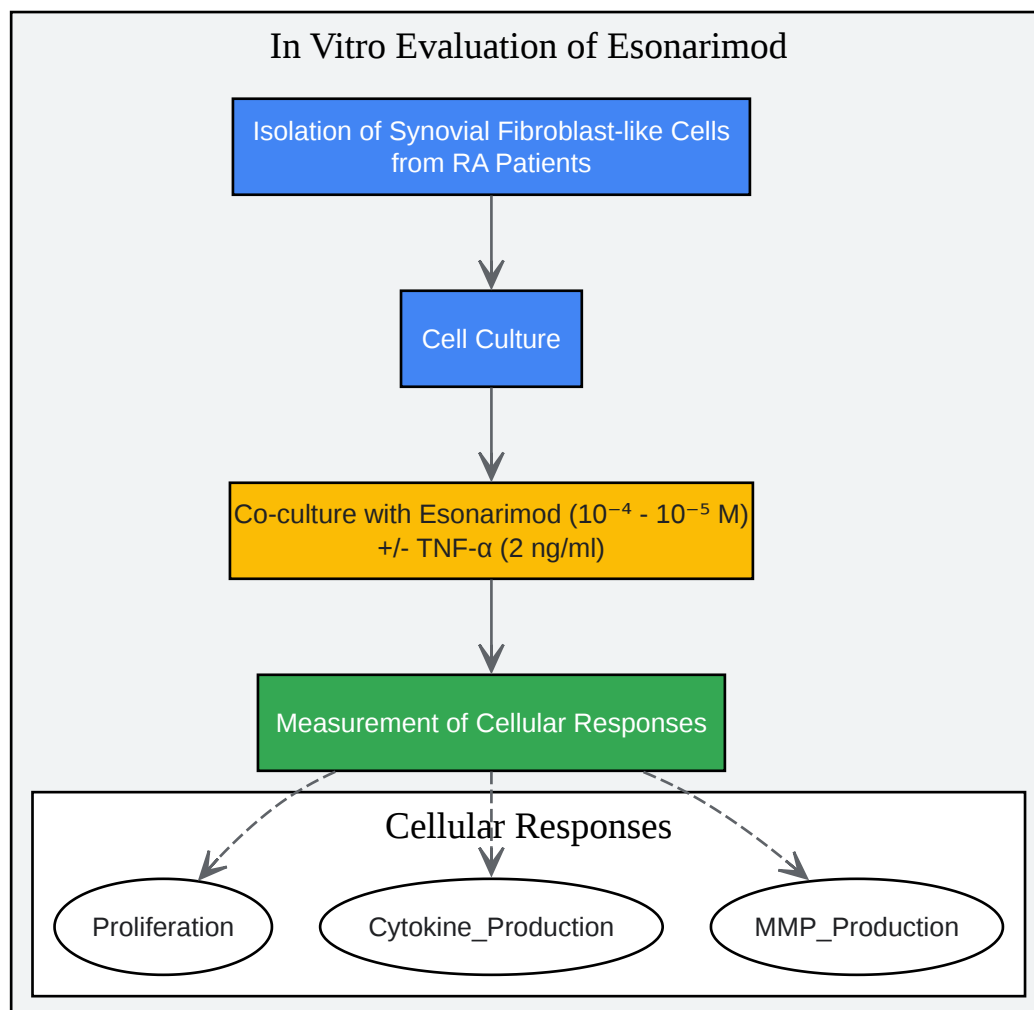 In Vitro Evaluation of Esonarimod
Isolation of Synovial Fibroblast-like Cells
from RA Patients
Cell Culture
Co-culture with Esonarimod (10⁻⁴ - 10⁻⁵ M)
+/- TNF-α (2 ng/ml)
Measurement of Cellular Responses
Cellular Responses
Proliferation
Cytokine_Production
MMP_Production